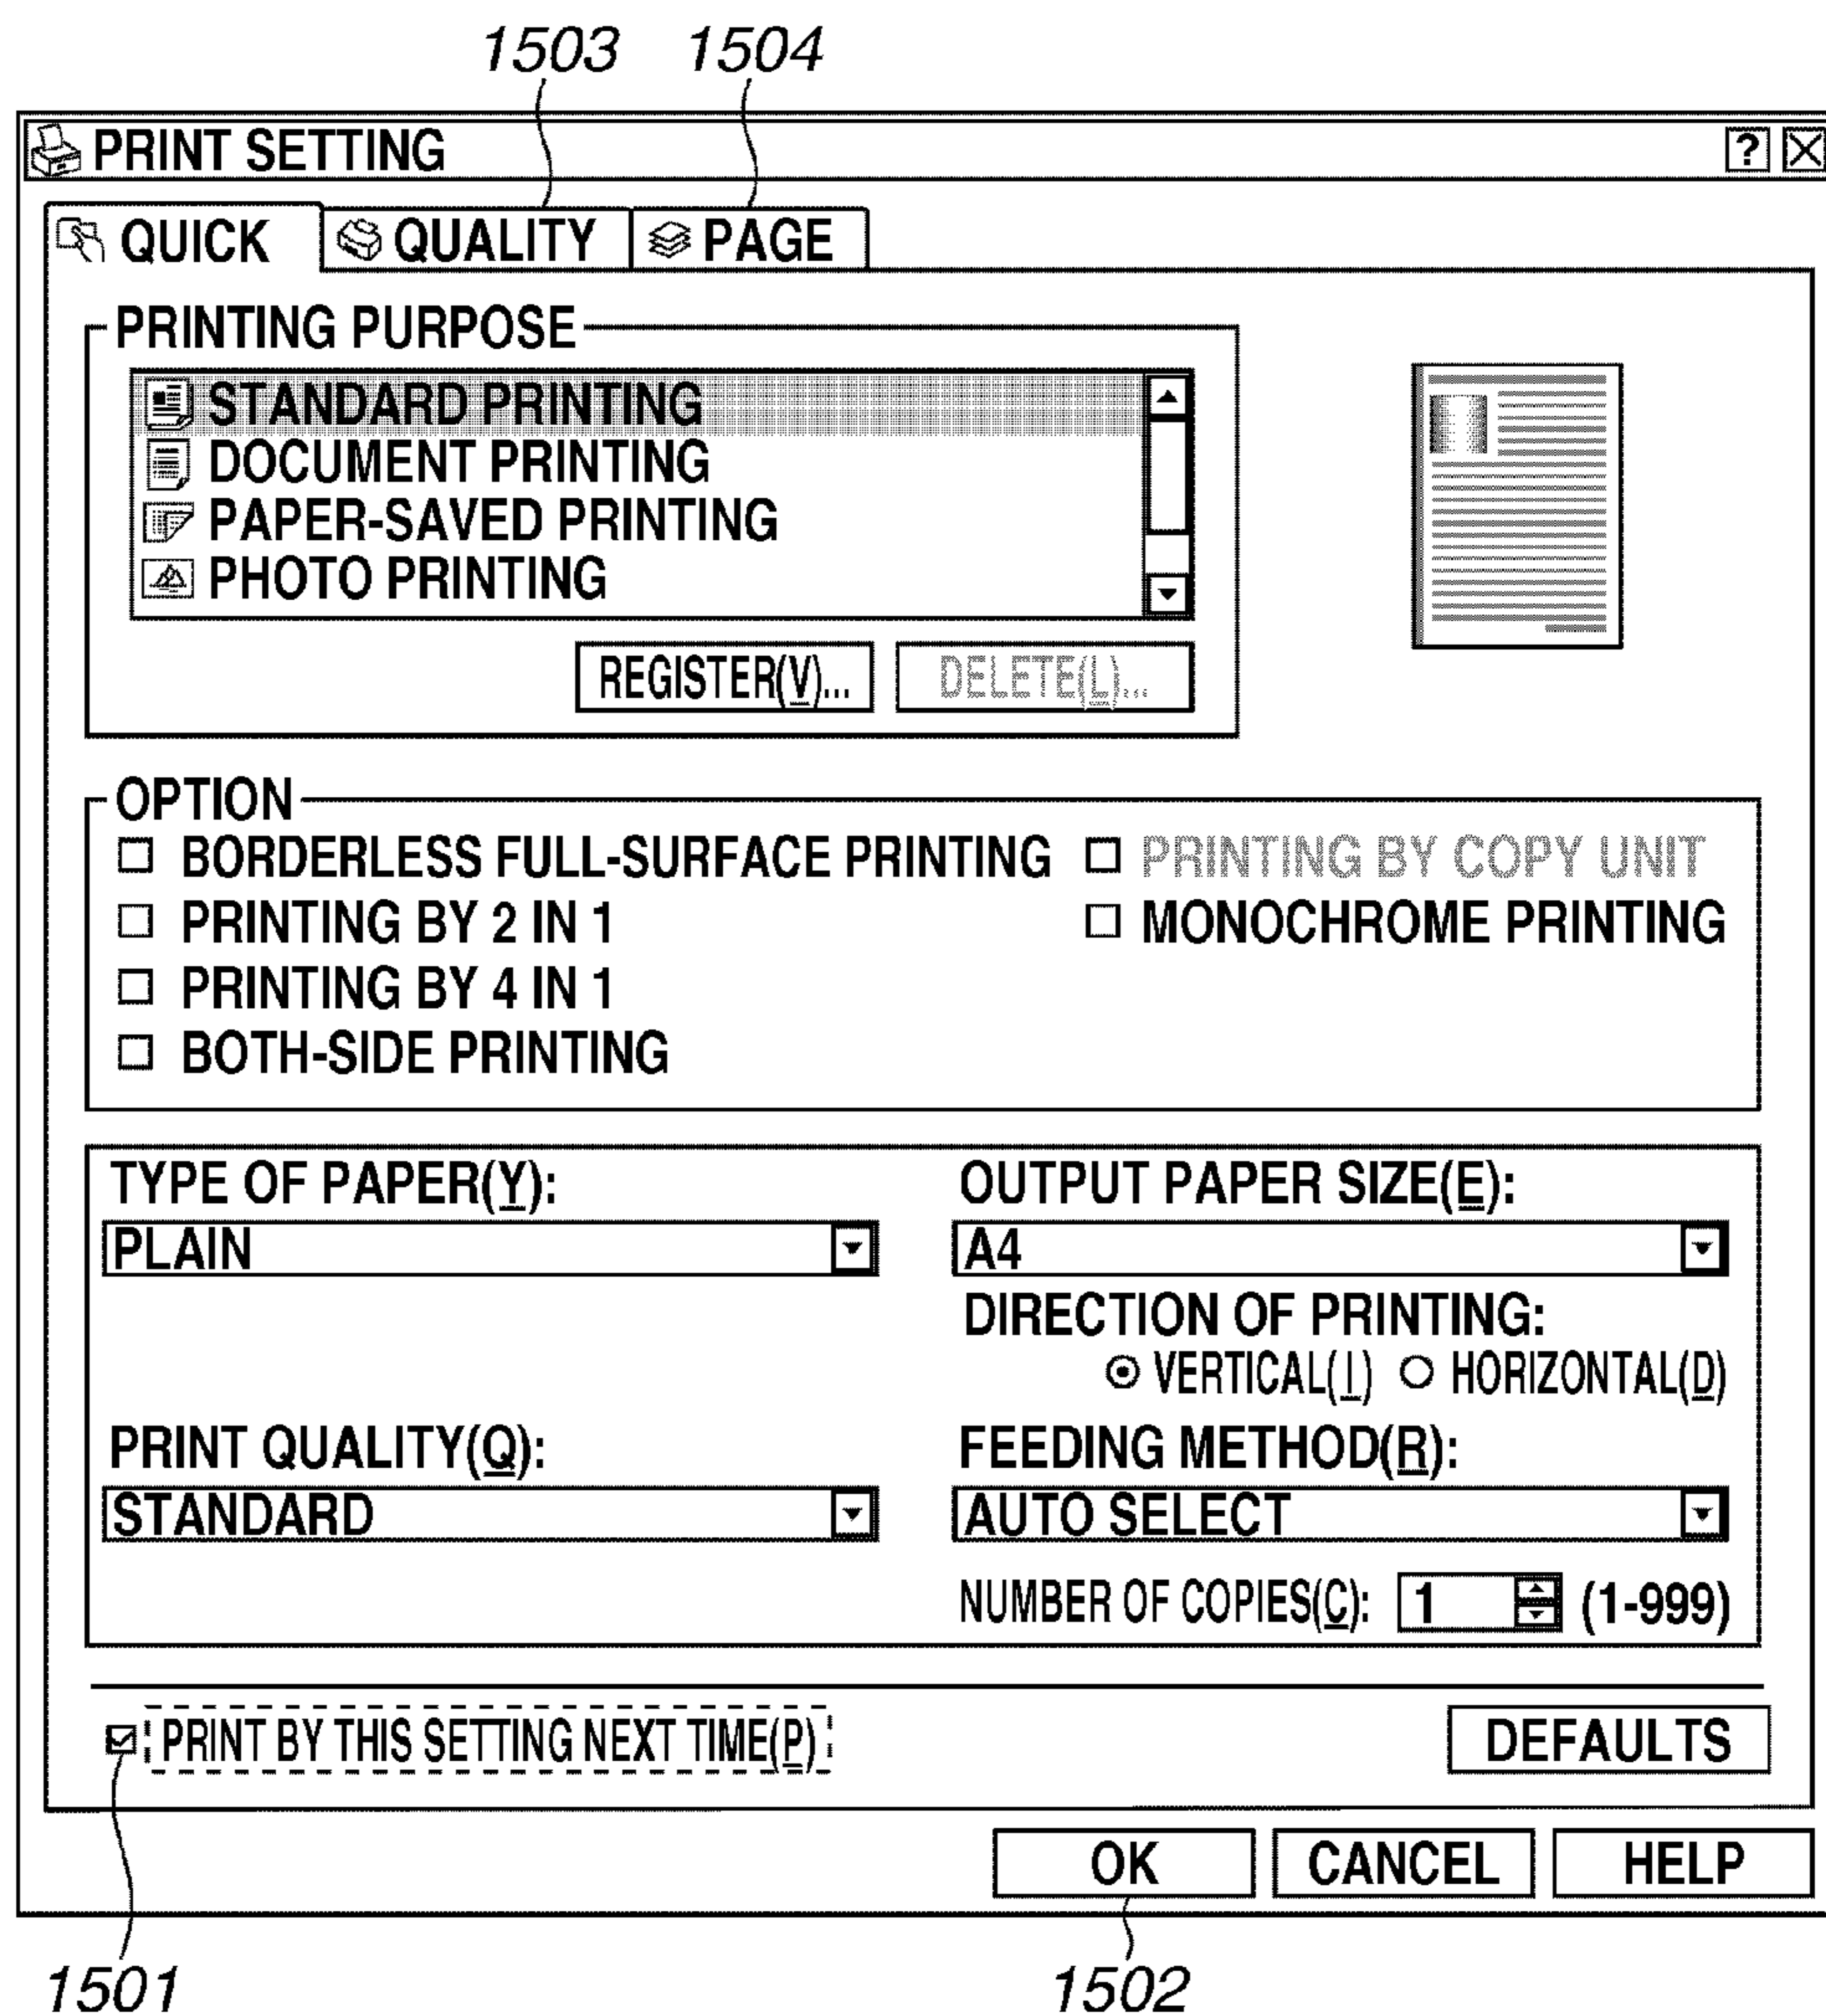 1503 1504
PRINT SETTING ?
QUICK QUALITY PAGE
PRINTING PURPOSE
STANDARD PRINTING
DOCUMENT PRINTING
PAPER-SAVED PRINTING
PHOTO PRINTING
REGISTER(V)... DELETE(L)...
OPTION
BORDERLESS FULL-SURFACE PRINTING PRINTING BY COPY UNIT
PRINTING BY 2 IN 1 MONOCHROME PRINTING
PRINTING BY 4 IN 1
BOTH-SIDE PRINTING
TYPE OF PAPER(Y): OUTPUT PAPER SIZE(E):
PLAIN A4
DIRECTION OF PRINTING:
VERTICAL(I) HORIZONTAL(D)
PRINT QUALITY(Q): FEEDING METHOD(R):
STANDARD AUTO SELECT
NUMBER OF COPIES(C): 1 (1-999)
PRINT BY THIS SETTING NEXT TIME(P) DEFAULTS
OK CANCEL HELP
1501 1502